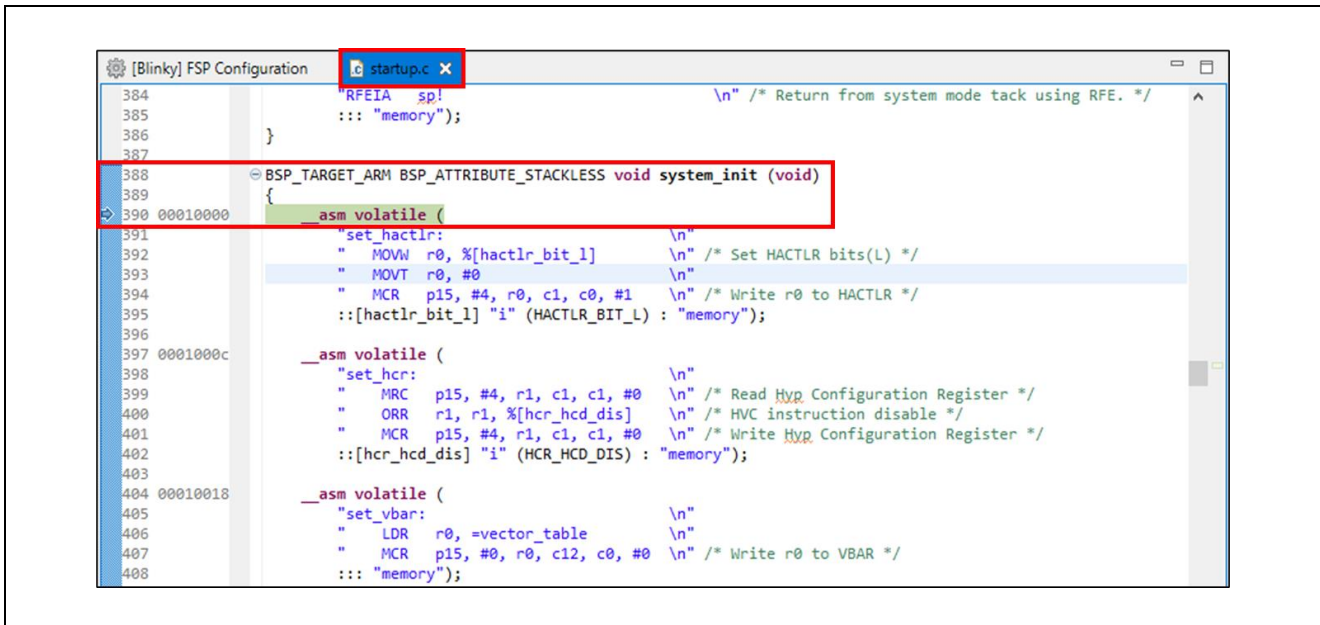 [Blinky] FSP Configuration startup.c
384 "RFEIA sp! \n" /* Return from system mode tack using RFE. */
385 ::: "memory");
386 }
387
388 BSP_TARGET_ARM BSP_ATTRIBUTE_STACKLESS void system_init (void)
389 {
390 00010000 __asm volatile (
391 "set_hactlr: \n"
392 " MOVW r0, %[hactlr_bit_l] \n" /* Set HACTLR bits(L) */
393 " MOVT r0, #0 \n"
394 " MCR p15, #4, r0, c1, c0, #1 \n" /* Write r0 to HACTLR */
395 ::[hactlr_bit_l] "i" (HACTLR_BIT_L) : "memory");
396
397 0001000c __asm volatile (
398 "set_hcr: \n"
399 " MRC p15, #4, r1, c1, c1, #0 \n" /* Read Hyp Configuration Register */
400 " ORR r1, r1, %[hcr_hcd_dis] \n" /* HVC instruction disable */
401 " MCR p15, #4, r1, c1, c1, #0 \n" /* Write Hyp Configuration Register */
402 ::[hcr_hcd_dis] "i" (HCR_HCD_DIS) : "memory");
403
404 00010018 __asm volatile (
405 "set_vbar: \n"
406 " LDR r0, =vector_table \n"
407 " MCR p15, #0, r0, c12, c0, #0 \n" /* Write r0 to VBAR */
408 ::: "memory");